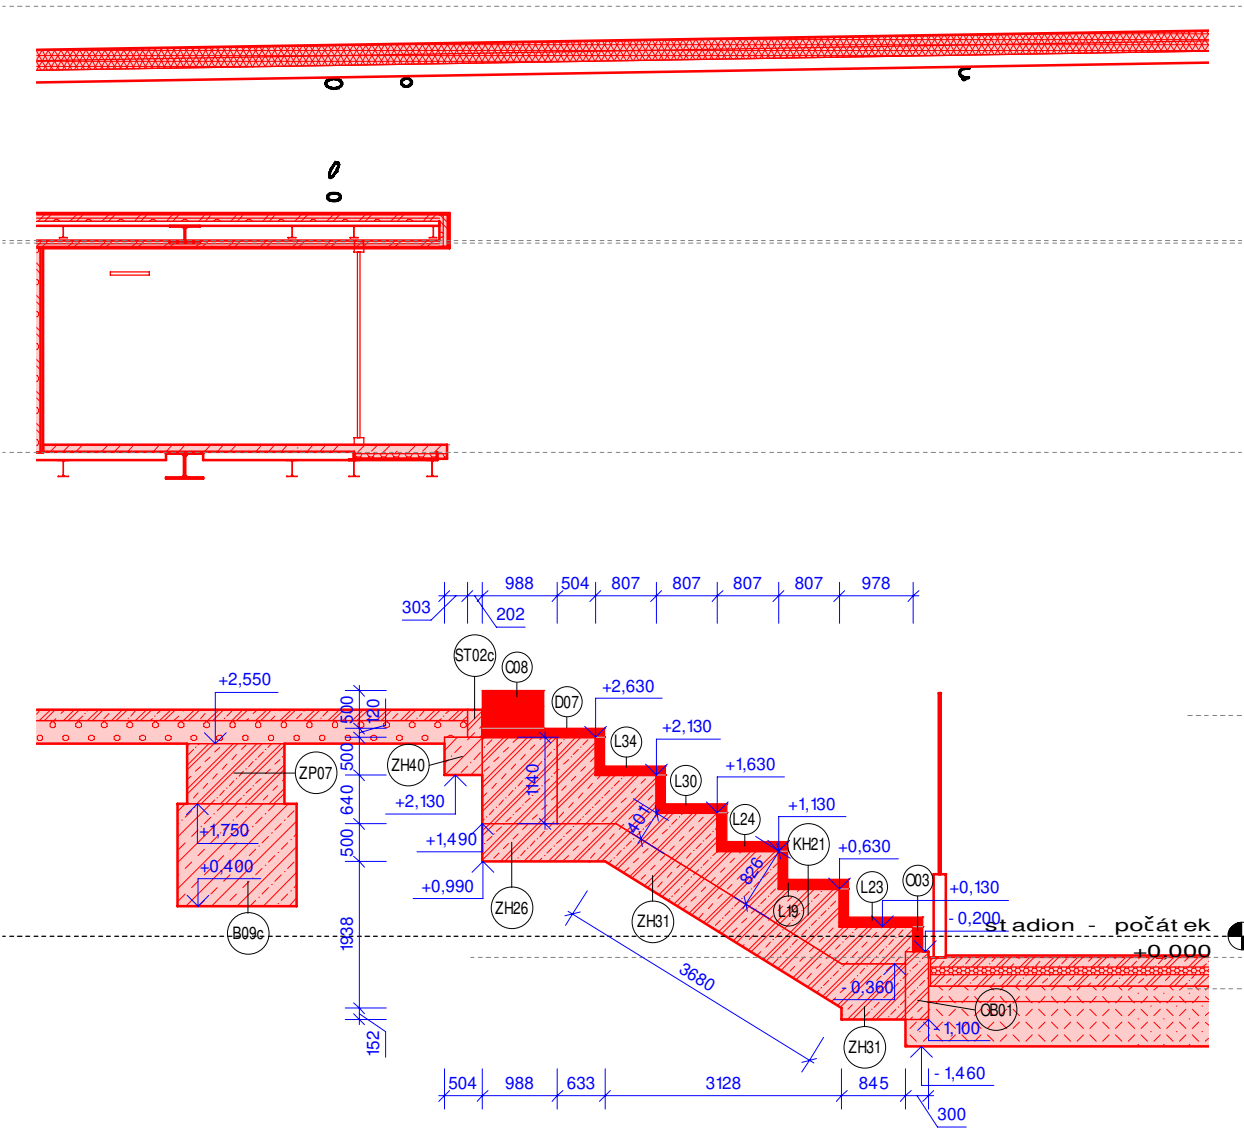 988 504 807 807 807 807 978
303 202
ST02c C08
+2,550 +2,630
D07
500 120
+2,130
L34
ZH40 ZP07
500
L30
+1,630
1140
+2,130
640
+1,130
401
L24
+1,750
+1,490
500
KH21
+0,630
+0,400
826
+0,990
L23 C03
+0,130
ZH26 ZH31 L19
- 0,200
B09c
1938
stadion - počátek
+0,000
3680
- 0,360
OB01
- 1,100
152
ZH31
- 1,460
504 988 633 3128 845
300